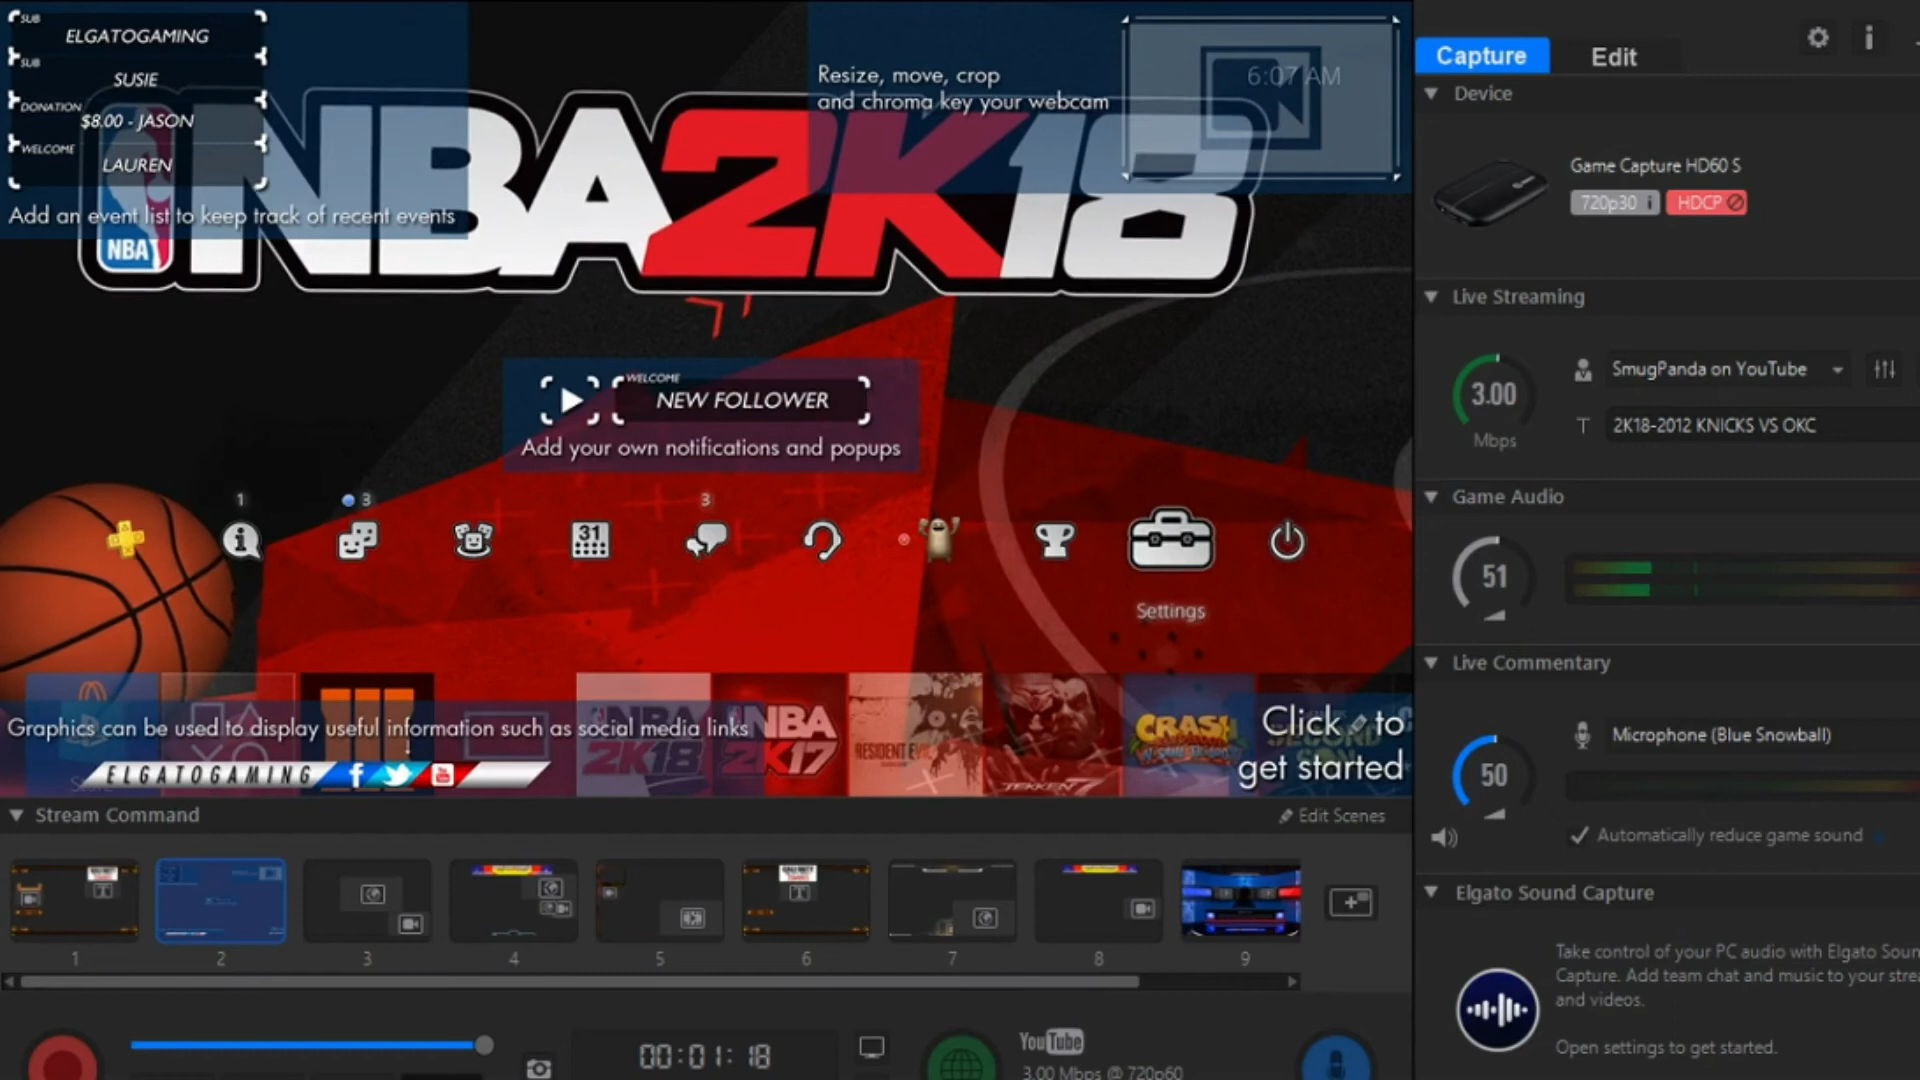 SUB
ELGATOGAMING
SUB
SUSIE
DONATION
$8.00 - JASON
WELCOME
LAUREN
Add an event list to keep track of recent events
NBA
NBA2K18
Resize, move, crop
and chroma key your webcam
6:07 AM
WELCOME
NEW FOLLOWER
Add your own notifications and popups
1
3
31
3
Settings
Graphics can be used to display useful information such as social media links
ELGATOGAMING
You
NBA
2K18
NBA
2K17
RESIDENT EVIL
TEKKEN 7
CRASH
Click to
get started
Stream Command
Edit Scenes
1
2
3
4
5
6
7
8
9
00:01:18
YouTube
3.00 Mbps @ 720p60
Capture
Edit
Device
Game Capture HD60 S
720p30 i
HDCP
Live Streaming
3.00
Mbps
SmugPanda on YouTube
T
2K18-2012 KNICKS VS OKC
Game Audio
51
Live Commentary
Microphone (Blue Snowball)
50
Automatically reduce game sound
Elgato Sound Capture
Take control of your PC audio with Elgato Soun
Capture. Add team chat and music to your strea
and videos.
Open settings to get started.